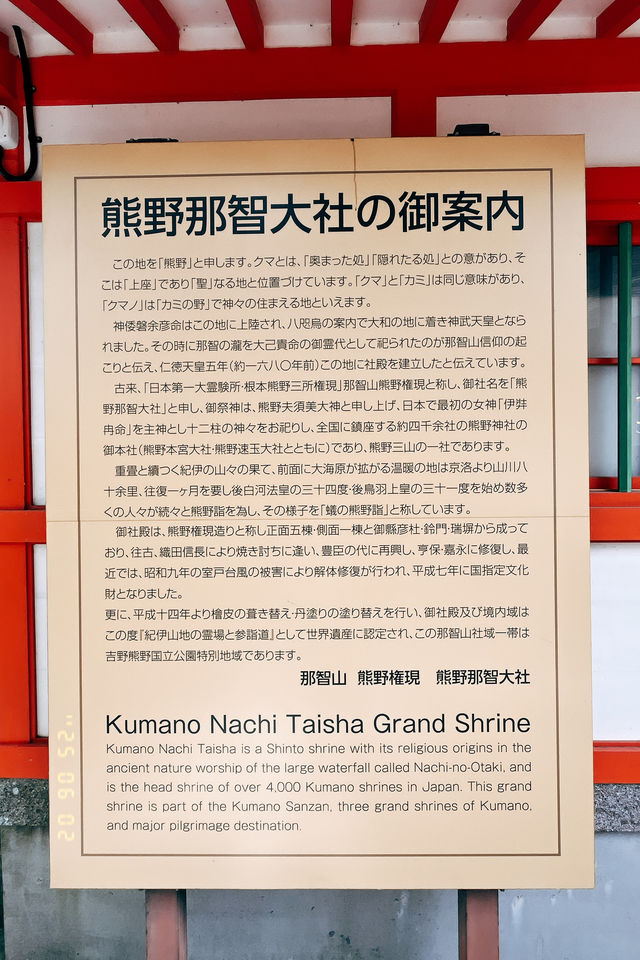 熊野那智大社の御案内
この地を「熊野」と申します。クマとは、「奥まった処」「隠れたる処」との意があり、そ
こは「上座」であり「聖」なる地と位置づけています。「クマ」と「カミ」は同じ意味があり、
「クマノ」は「カミの野」で神々の住まえる地といえます。
神倭磐余彦命はこの地に上陸され、八咫烏の案内で大和の地に着き神武天皇となら
れました。その時に那智の瀧を大己貴命の御霊代として祀られたのが那智山信仰の起
こりと伝え、仁徳天皇五年(約一六八〇年前)この地に社殿を建立したと伝えています。
古来、「日本第一大霊験所・根本熊野三所権現」那智山熊野権現と称し、御社名を「熊
野那智大社」と申し、御祭神は、熊野夫須美大神と申し上げ、日本で最初の女神「伊弉
冉命」を主神とし十二柱の神々をお祀りし、全国に鎮座する約四千余社の熊野神社の
御本社(熊野本宮大社・熊野速玉大社とともに)であり、熊野三山の一社であります。
重畳と續つく紀伊の山々の果て、前面に大海原が拡がる温暖の地は京洛より山川八
十余里、往復一ヶ月を要し後白河法皇の三十四度・後鳥羽上皇の三十一度を始め数多
くの人々が続々と熊野詣を為し、その様子を「蟻の熊野詣」と称しています。
御社殿は、熊野権現造りと称し正面五棟・側面一棟と御縣彦社・鈴門・瑞塀から成って
おり、往古、織田信長により焼き討ちに逢い、豊臣の代に再興し、享保・嘉永に修復し、最
近では、昭和九年の室戸台風の被害により解体修復が行われ、平成七年に国指定文化
財となりました。
更に、平成十四年より檜皮の葺き替え・丹塗りの塗り替えを行い、御社殿及び境内域は
この度『紀伊山地の霊場と参詣道』として世界遺産に認定され、この那智山社域一帯は
吉野熊野国立公園特別地域であります。
那智山 熊野権現 熊野那智大社
Kumano Nachi Taisha Grand Shrine
Kumano Nachi Taisha is a Shinto shrine with its religious origins in the
ancient nature worship of the large waterfall called Nachi-no-Otaki, and
is the head shrine of over 4,000 Kumano shrines in Japan. This grand
shrine is part of the Kumano Sanzan, three grand shrines of Kumano,
and major pilgrimage destination.
20 06 25 "